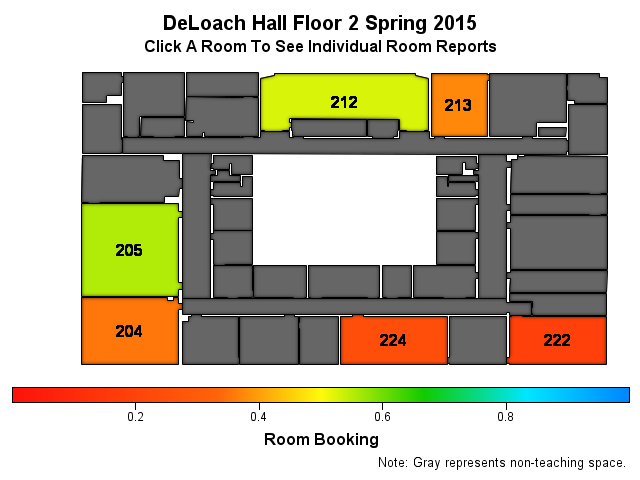 DeLoach Hall Floor 2 Spring 2015
Click A Room To See Individual Room Reports
212
213
205
204
224
222
0.2 0.4 0.6 0.8
Room Booking
Note: Gray represents non-teaching space.